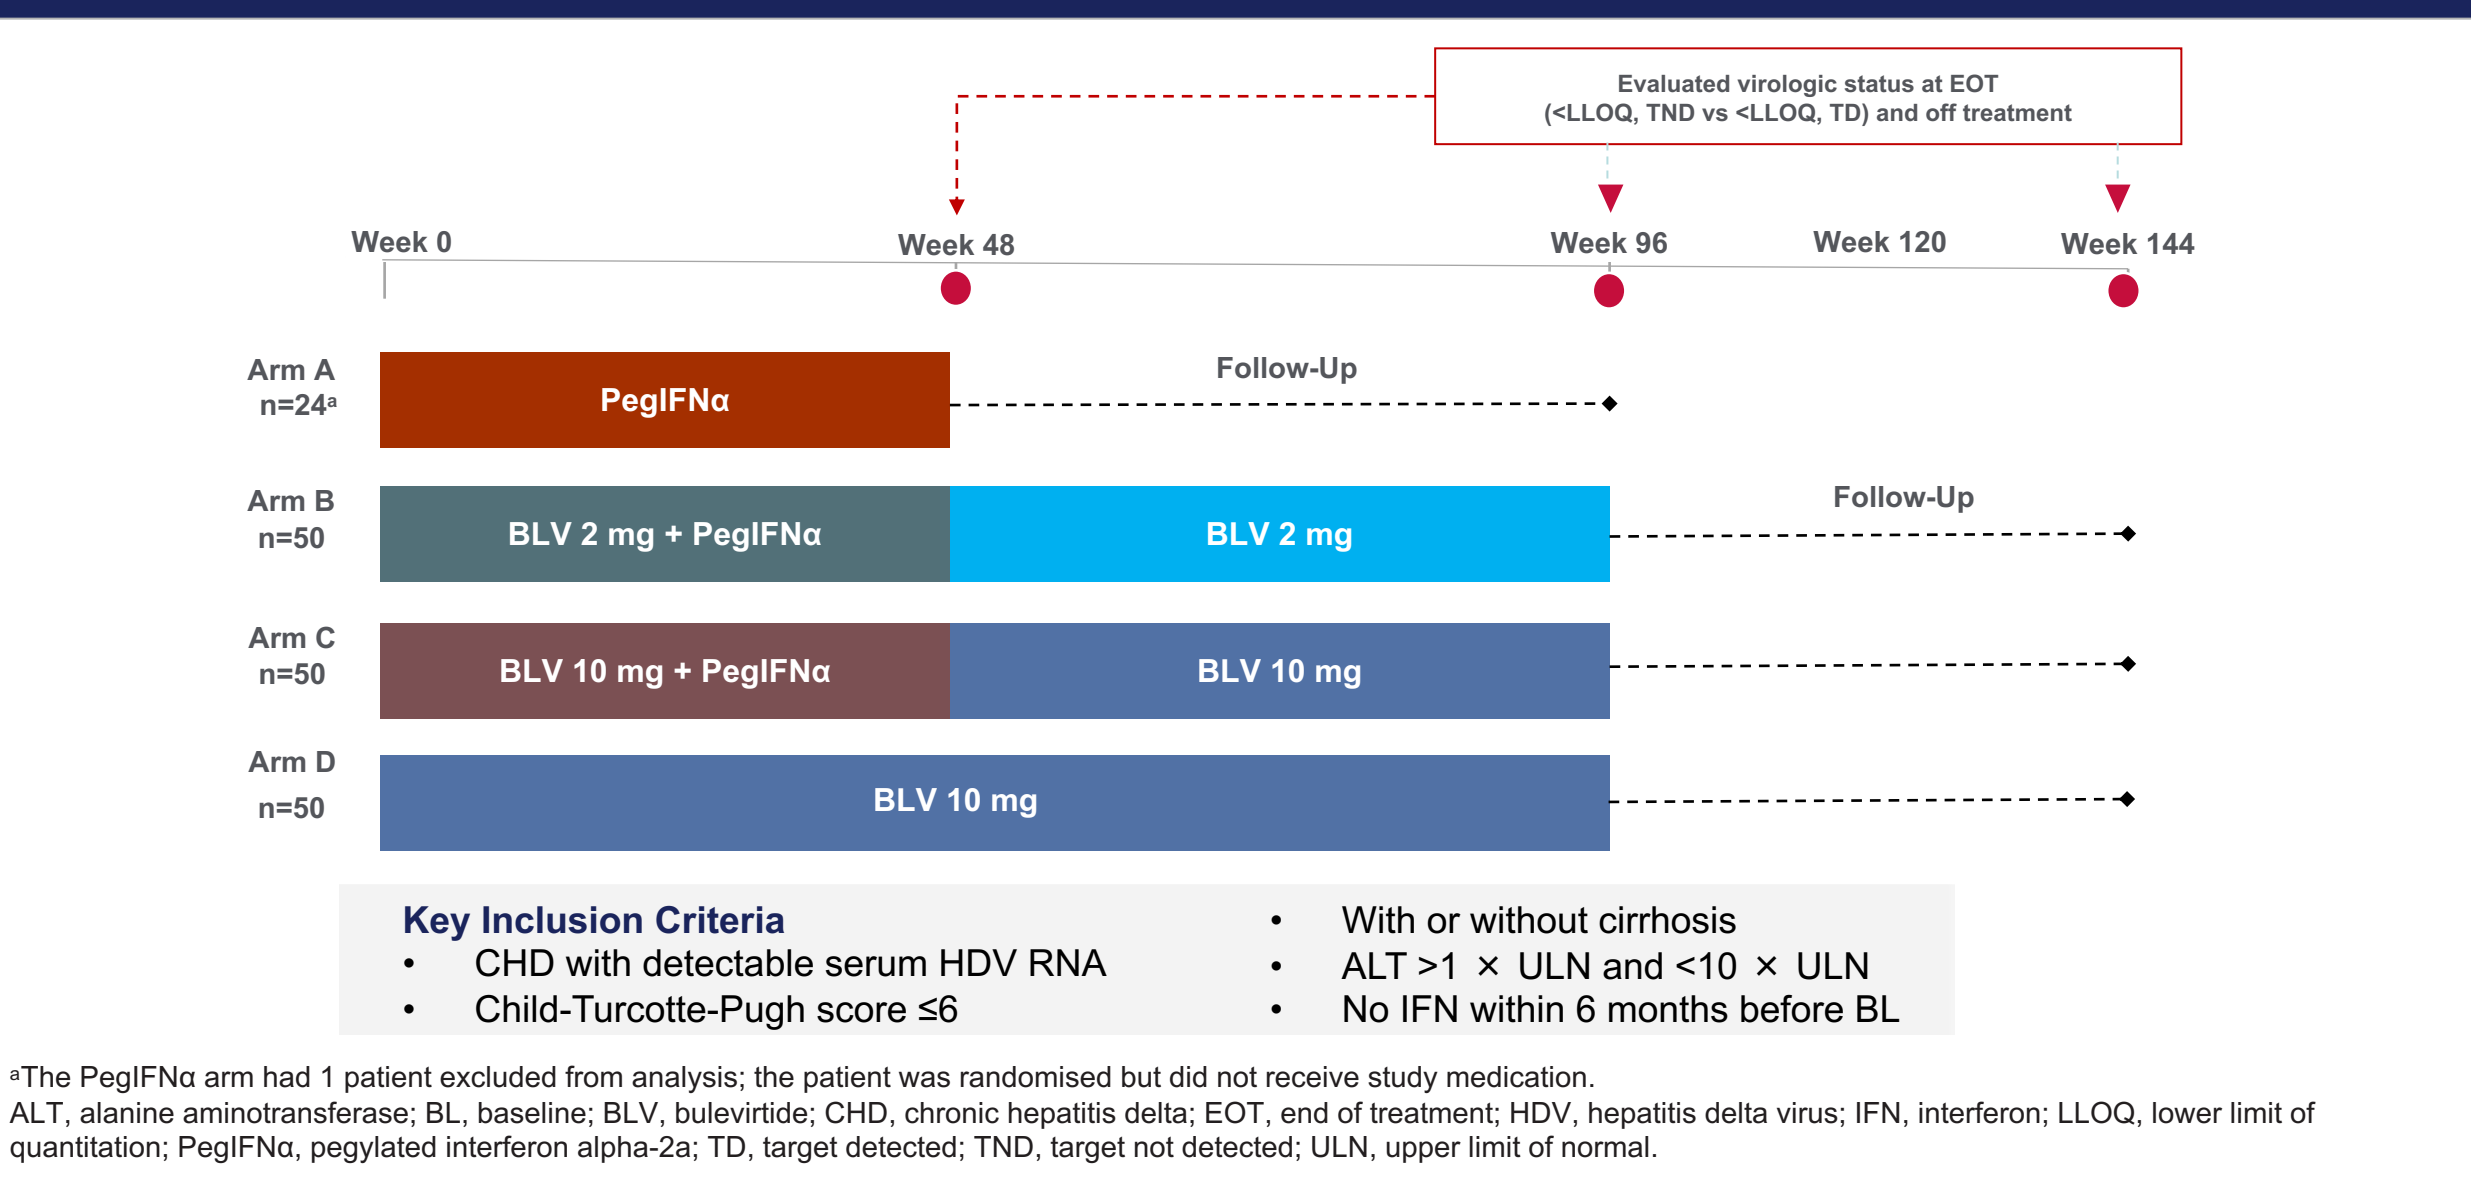 Evaluated virologic status at EOT
(<LLOQ, TND vs <LLOQ, TD) and off treatment
Week 0
Week 48
Week 96
Week 120
Week 144
Arm A
n=24ᵃ
PegIFNα
Follow-Up
Arm B
n=50
BLV 2 mg + PegIFNα
BLV 2 mg
Follow-Up
Arm C
n=50
BLV 10 mg + PegIFNα
BLV 10 mg
Arm D
n=50
BLV 10 mg
Key Inclusion Criteria
• CHD with detectable serum HDV RNA
• Child-Turcotte-Pugh score ≤6
• With or without cirrhosis
• ALT >1 × ULN and <10 × ULN
• No IFN within 6 months before BL
ᵃThe PegIFNα arm had 1 patient excluded from analysis; the patient was randomised but did not receive study medication.
ALT, alanine aminotransferase; BL, baseline; BLV, bulevirtide; CHD, chronic hepatitis delta; EOT, end of treatment; HDV, hepatitis delta virus; IFN, interferon; LLOQ, lower limit of
quantitation; PegIFNα, pegylated interferon alpha-2a; TD, target detected; TND, target not detected; ULN, upper limit of normal.